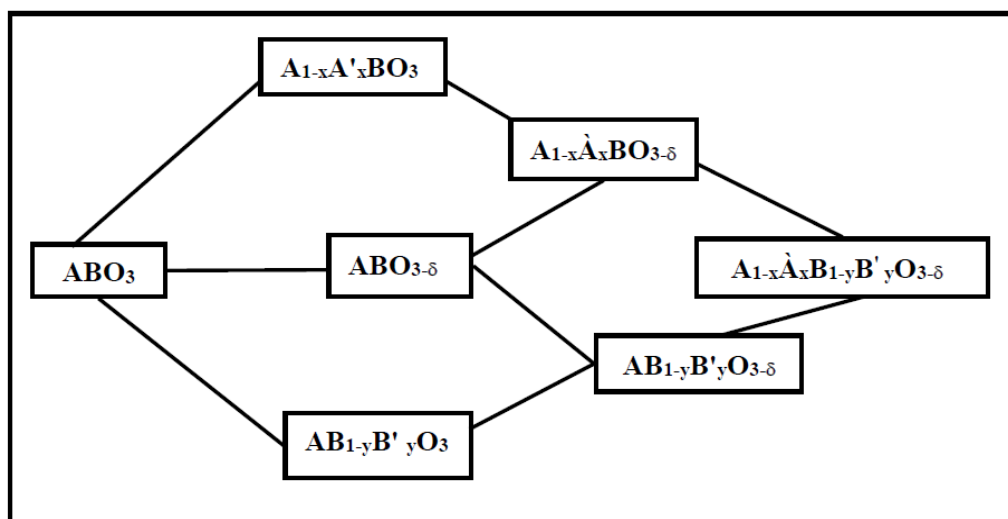 A1-xA'xBO3
A1-xÀxBO3-δ
ABO3
ABO3-δ
A1-xÀxB1-yB' yO3-δ
AB1-yB'yO3-δ
AB1-yB' yO3